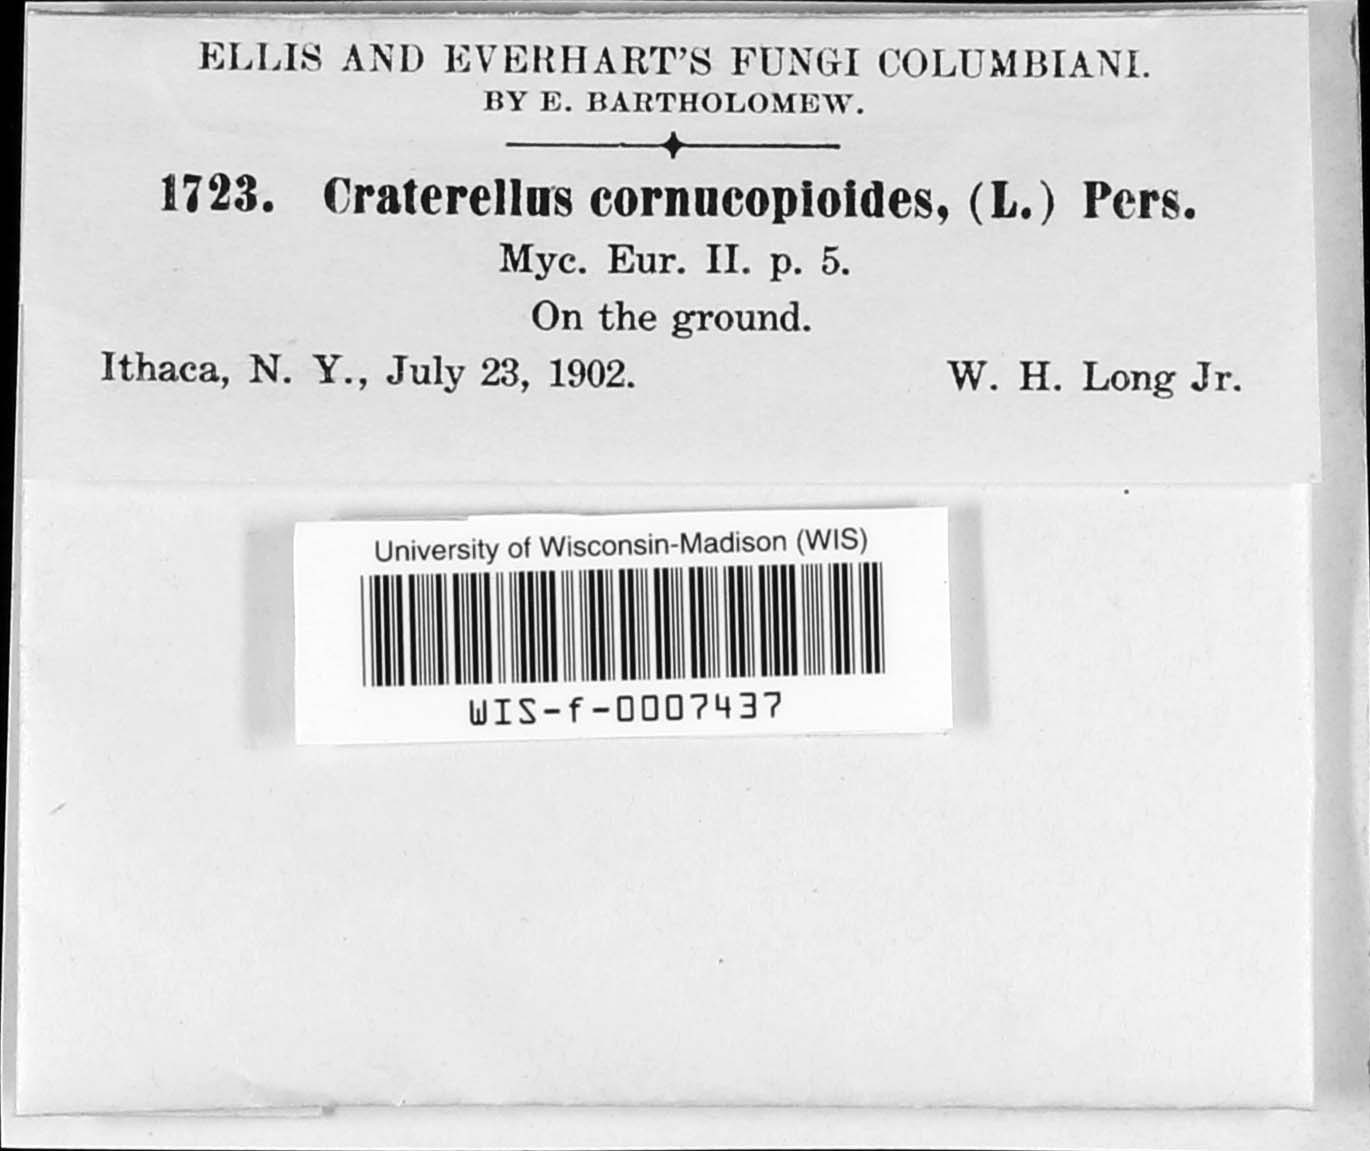 ELLIS AND EVERHART'S FUNGI COLUMBIANI.
BY E. BARTHOLOMEW.
1723. Craterellus cornucopioides, (L.) Pers.
Myc. Eur. II. p. 5.
On the ground.
Ithaca, N. Y., July 23, 1902. W. H. Long Jr.
University of Wisconsin-Madison (WIS)
WIS-f-0007437